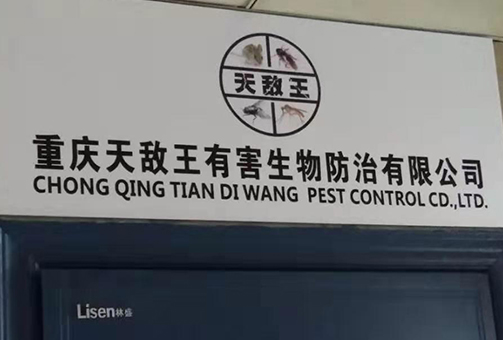 天敌王
重庆天敌王有害生物防治有限公司
CHONG QING TIAN DI WANG PEST CONTROL CD.,LTD.
Lisen林盛